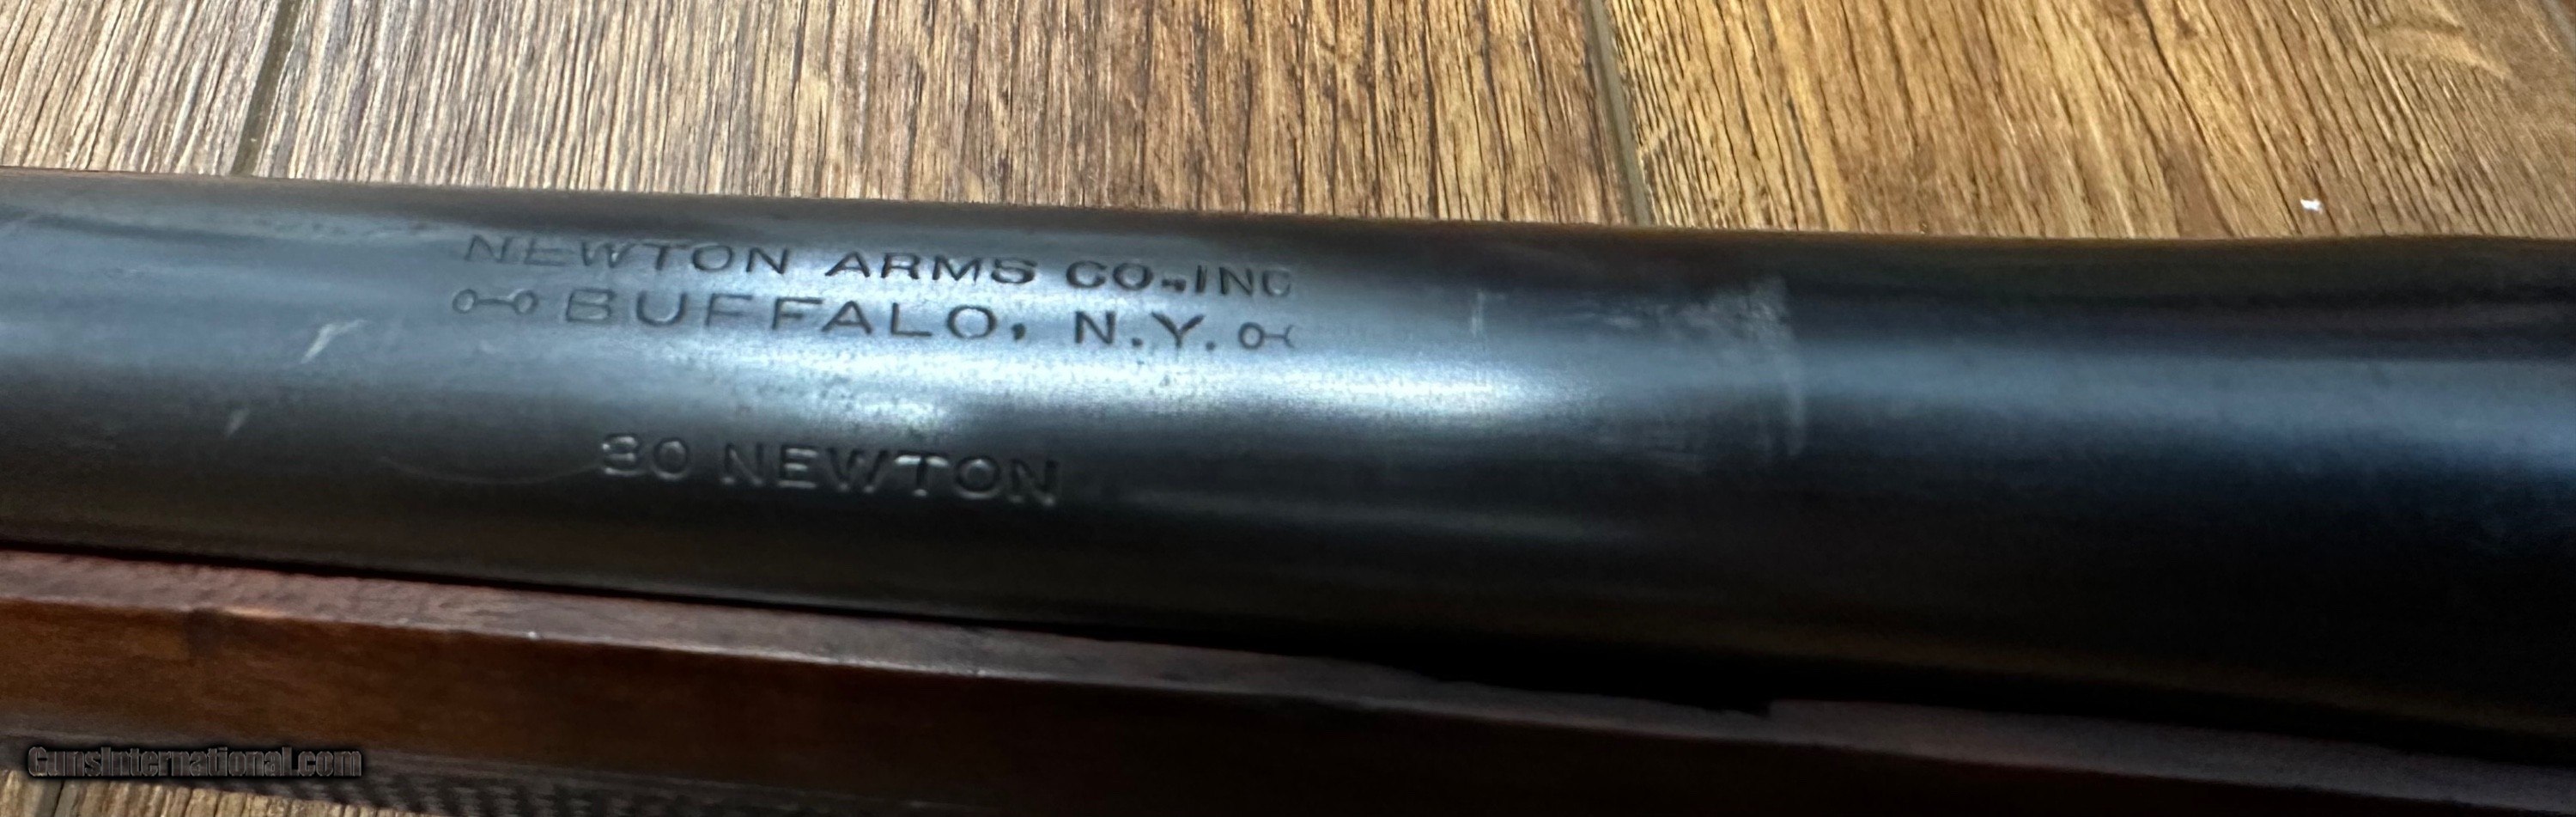 NEWTON ARMS CO., INC
BUFFALO, N.Y.
30 NEWTON
GunsInternational.com